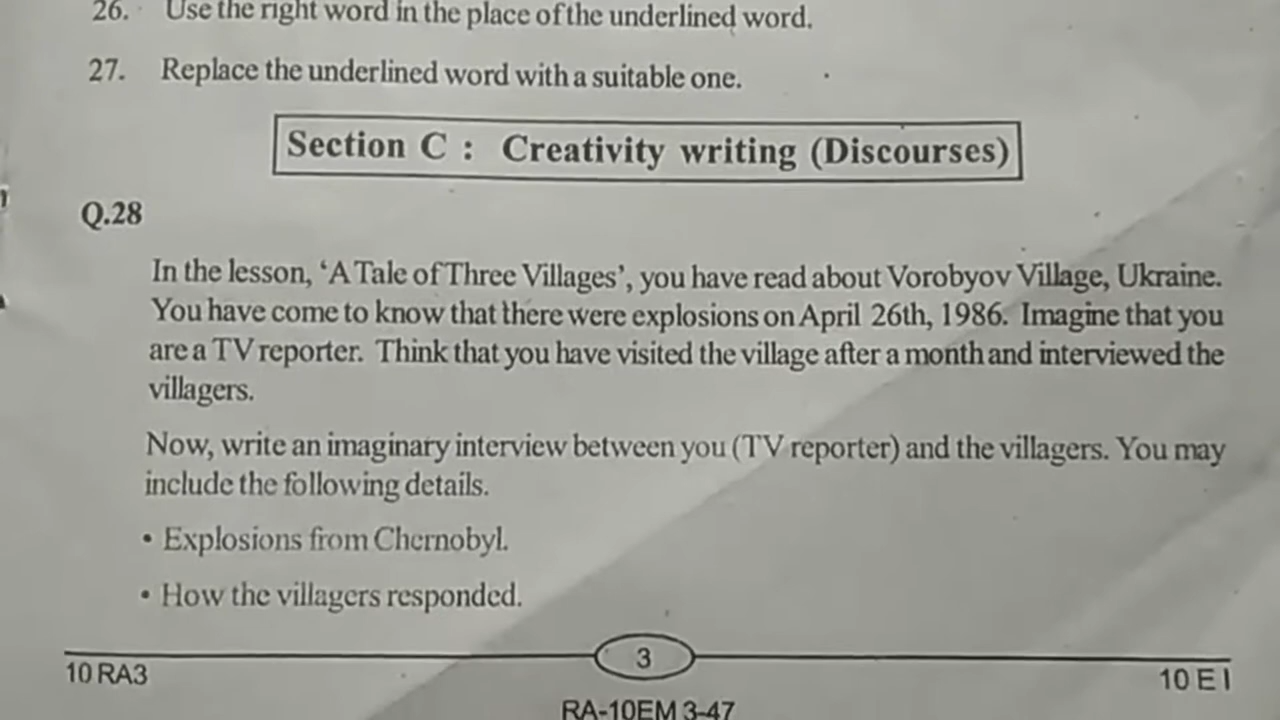 26. Use the right word in the place of the underlined word.
27. Replace the underlined word with a suitable one.
Section C : Creativity writing (Discourses)
Q.28
In the lesson, ‘A Tale of Three Villages’, you have read about Vorobyov Village, Ukraine.
You have come to know that there were explosions on April 26th, 1986. Imagine that you
are a TV reporter. Think that you have visited the village after a month and interviewed the
villagers.
Now, write an imaginary interview between you (TV reporter) and the villagers. You may
include the following details.
• Explosions from Chernobyl.
• How the villagers responded.
3
10 RA3
10 E I
RA-10EM 3-47